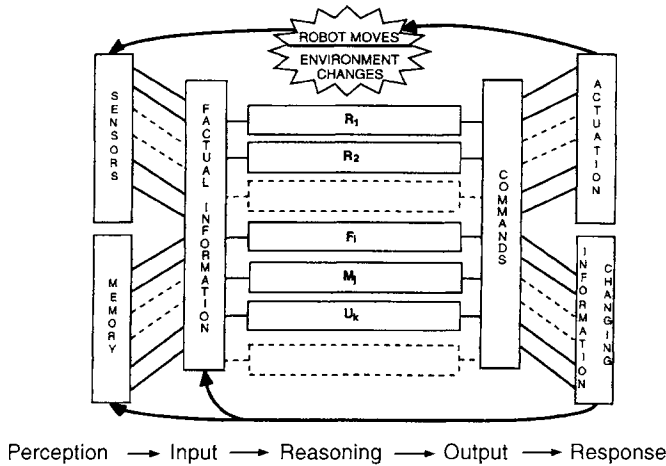 ROBOT MOVES
ENVIRONMENT
CHANGES
SENSORS
MEMORY
FACTUAL INFORMATION
R1
R2
Fi
Mj
Uk
COMMANDS
ACTUATION
CHANGING
INFORMATION
Perception → Input → Reasoning → Output → Response